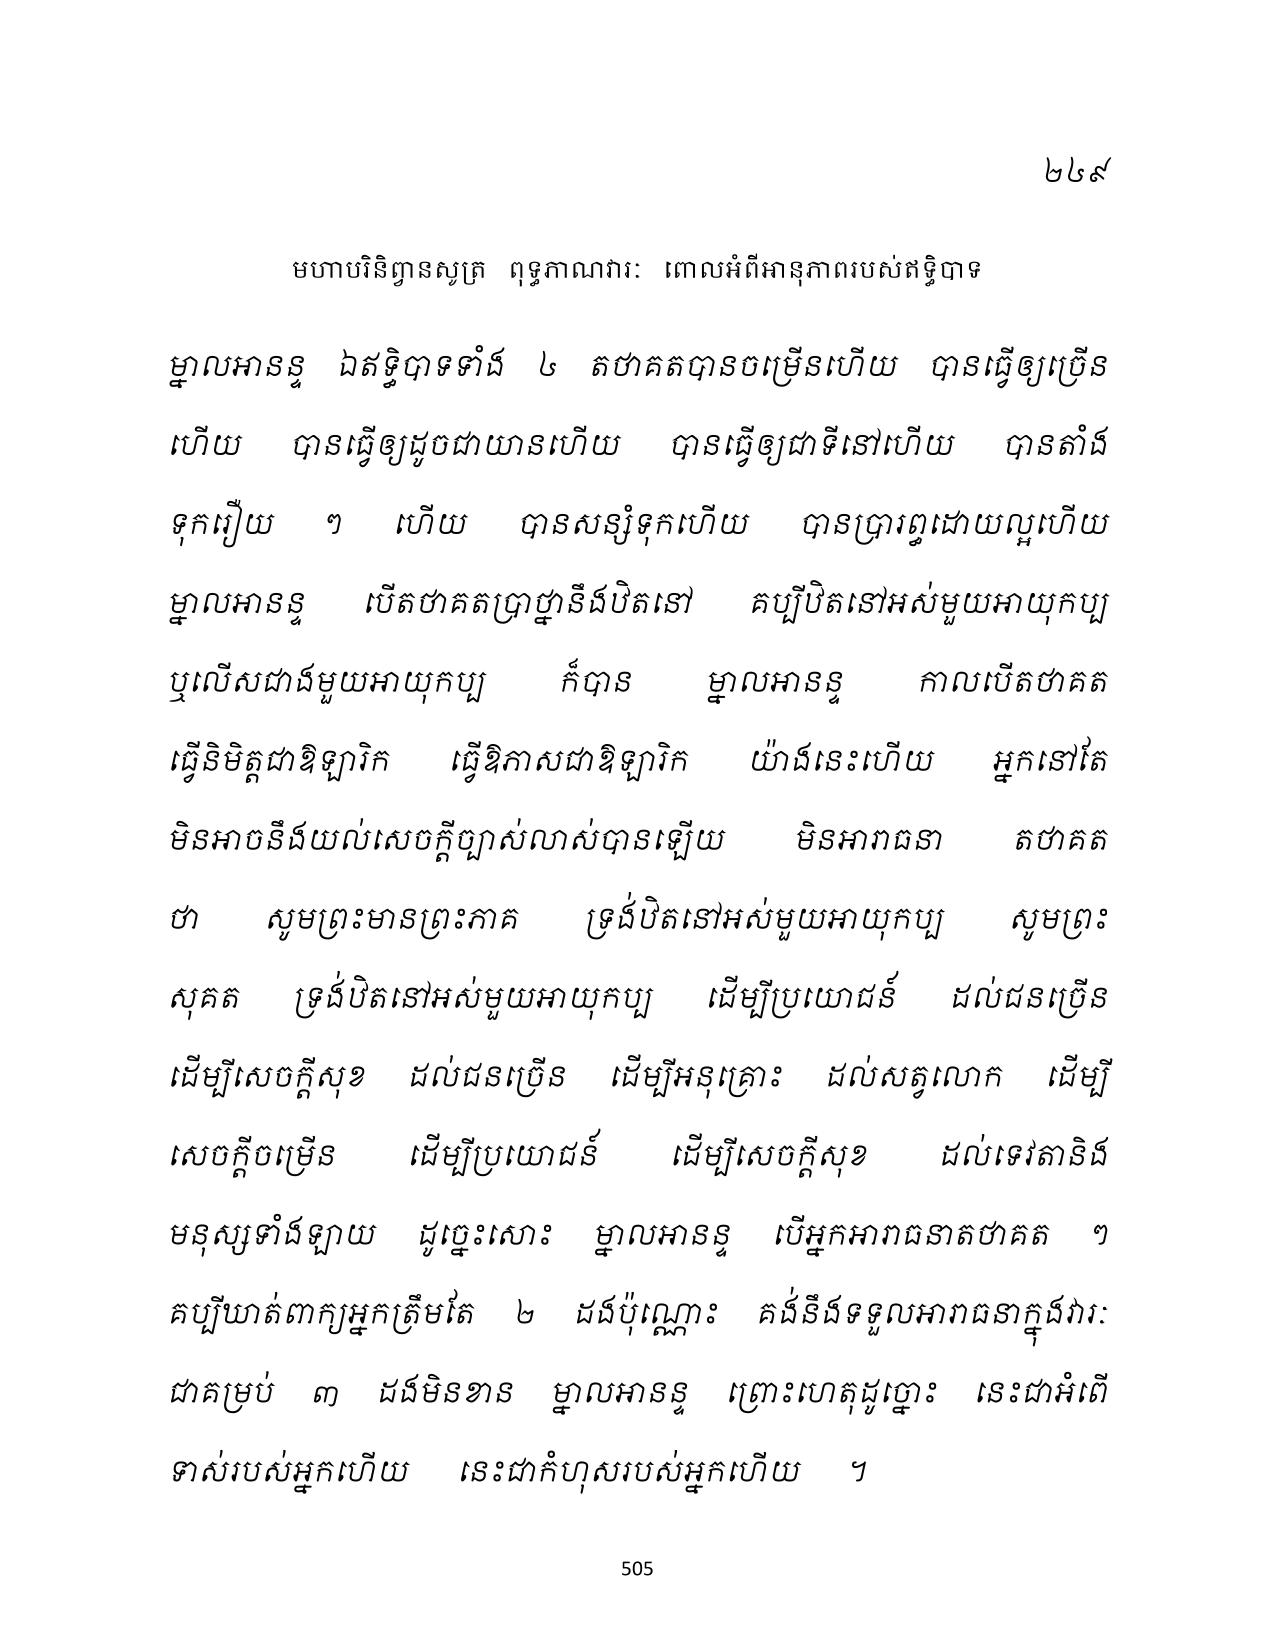 ២៤៩
មហាបរិនិព្វានសូត្រ ពុទ្ធភាណវារៈ ពោលអំពីអានុភាពរបស់ឥទ្ធិបាទ
ម្នាលអានន្ទ ឯឥទ្ធិបាទទាំង ៤ តថាគតបានចម្រើនហើយ បានធ្វើឲ្យច្រើន
ហើយ បានធ្វើឲ្យដូចជាយានហើយ បានធ្វើឲ្យជាទីនៅហើយ បានតាំង
ទុករឿយ ៗ ហើយ បានសន្សំទុកហើយ បានប្រារព្ធដោយល្អហើយ
ម្នាលអានន្ទ បើតថាគតប្រាថ្នានឹងឋិតនៅ គប្បីឋិតនៅអស់មួយអាយុកប្ប
ឬលើសជាងមួយអាយុកប្ប ក៏បាន ម្នាលអានន្ទ កាលបើតថាគត
ធ្វើនិមិត្តជាឱឡារិក ធ្វើឱភាសជាឱឡារិក យ៉ាងនេះហើយ អ្នកនៅតែ
មិនអាចនឹងយល់សេចក្តីច្បាស់លាស់បានឡើយ មិនអារាធនា តថាគត
ថា សូមព្រះមានព្រះភាគ ទ្រង់ឋិតនៅអស់មួយអាយុកប្ប សូមព្រះ
សុគត ទ្រង់ឋិតនៅអស់មួយអាយុកប្ប ដើម្បីប្រយោជន៍ ដល់ជនច្រើន
ដើម្បីសេចក្តីសុខ ដល់ជនច្រើន ដើម្បីអនុគ្រោះ ដល់សត្វលោក ដើម្បី
សេចក្តីចម្រើន ដើម្បីប្រយោជន៍ ដើម្បីសេចក្តីសុខ ដល់ទេវតានិង
មនុស្សទាំងឡាយ ដូច្នេះសោះ ម្នាលអានន្ទ បើអ្នកអារាធនាតថាគត ៗ
គប្បីឃាត់ពាក្យអ្នកត្រឹមតែ ២ ដងប៉ុណ្ណោះ គង់នឹងទទួលអារាធនាក្នុងវារៈ
ជាគម្រប់ ៣ ដងមិនខាន ម្នាលអានន្ទ ព្រោះហេតុដូច្នោះ នេះជាអំពើ
ទាស់របស់អ្នកហើយ នេះជាកំហុសរបស់អ្នកហើយ ។
505